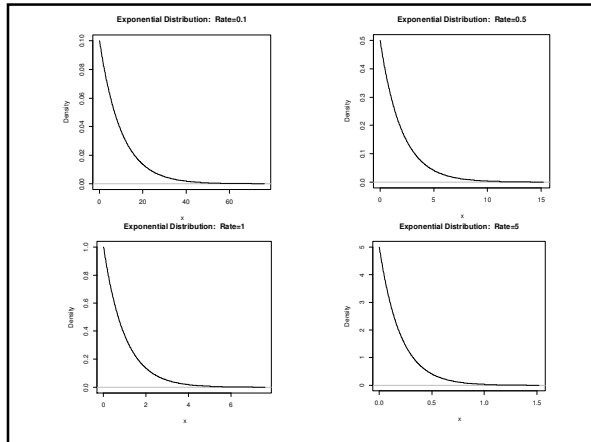 Exponential Distribution: Rate=0.1
Density
0.00 0.02 0.04 0.06 0.08 0.10
0 20 40 60
x
Exponential Distribution: Rate=0.5
Density
0.0 0.1 0.2 0.3 0.4 0.5
0 5 10 15
x
Exponential Distribution: Rate=1
Density
0.0 0.2 0.4 0.6 0.8 1.0
0 2 4 6
x
Exponential Distribution: Rate=5
Density
0 1 2 3 4 5
0.0 0.5 1.0 1.5
x